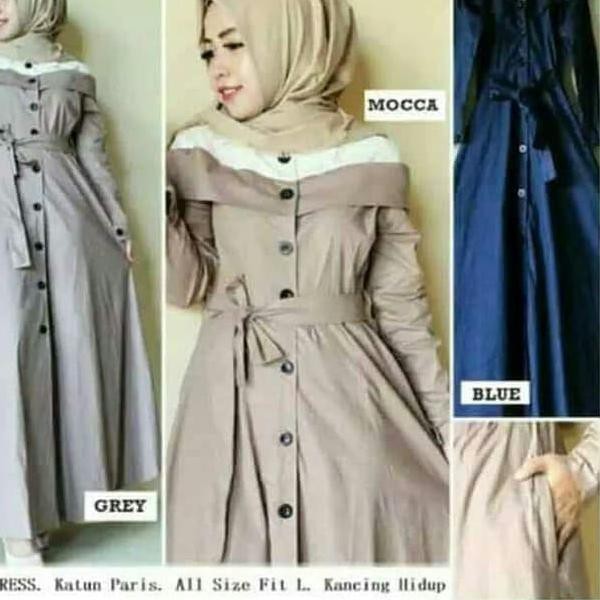 MOCCA
BLUE
GREY
RESS. Katun Paris. All Size Fit L. Kancing Hidup